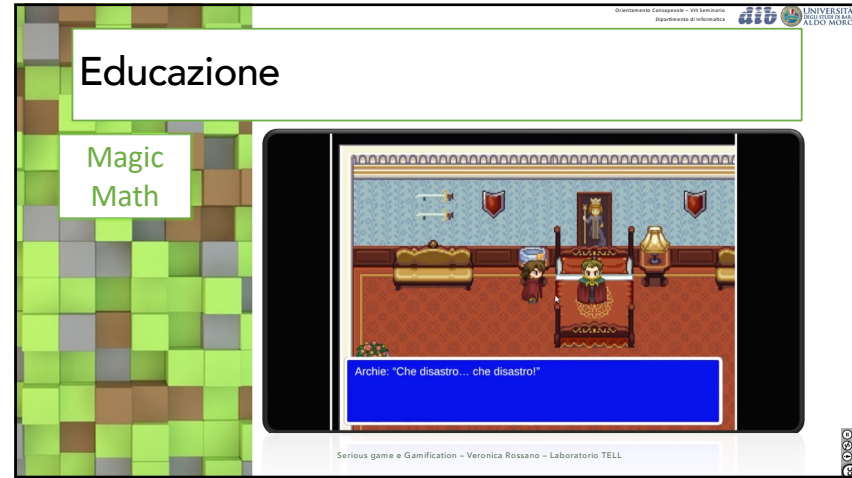 Orientamento Consapevole – VIII Seminario
Dipartimento di Informatica
dib
UNIVERSITÀ
DEGLI STUDI DI BARI
ALDO MORO
Educazione
Magic
Math
Archie: “Che disastro… che disastro!”
Serious game e Gamification – Veronica Rossano – Laboratorio TELL